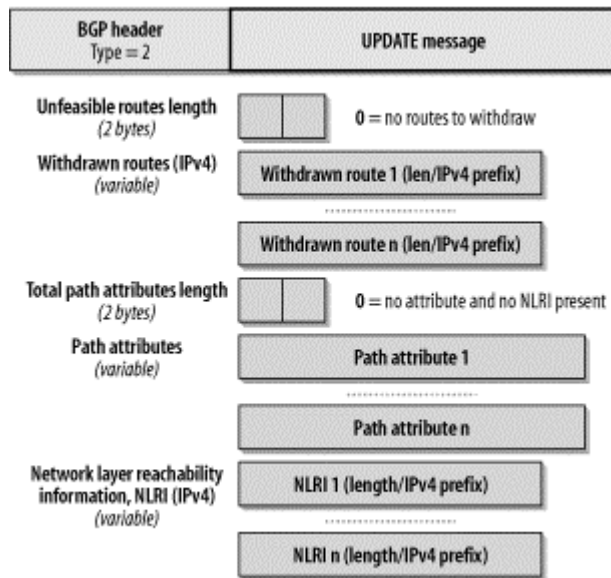 BGP header
Type = 2
UPDATE message
Unfeasible routes length
(2 bytes)
0 = no routes to withdraw
Withdrawn routes (IPv4)
(variable)
Withdrawn route 1 (len/IPv4 prefix)
Withdrawn route n (len/IPv4 prefix)
Total path attributes length
(2 bytes)
0 = no attribute and no NLRI present
Path attributes
(variable)
Path attribute 1
Path attribute n
Network layer reachability
information, NLRI (IPv4)
(variable)
NLRI 1 (length/IPv4 prefix)
NLRI n (length/IPv4 prefix)